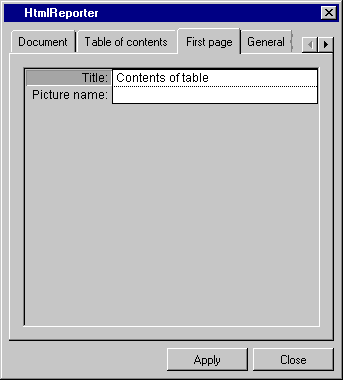 HtmlReporter
Document Table of contents First page General
Title: Contents of table
Picture name:
Apply Close